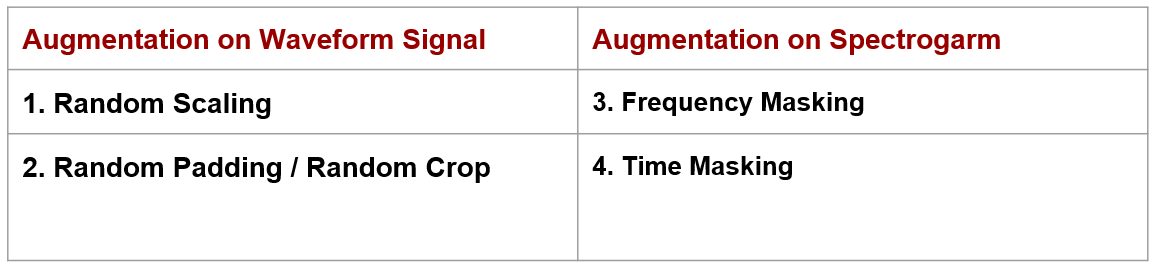 Augmentation on Waveform Signal
Augmentation on Spectrogarm
1. Random Scaling
3. Frequency Masking
2. Random Padding / Random Crop
4. Time Masking